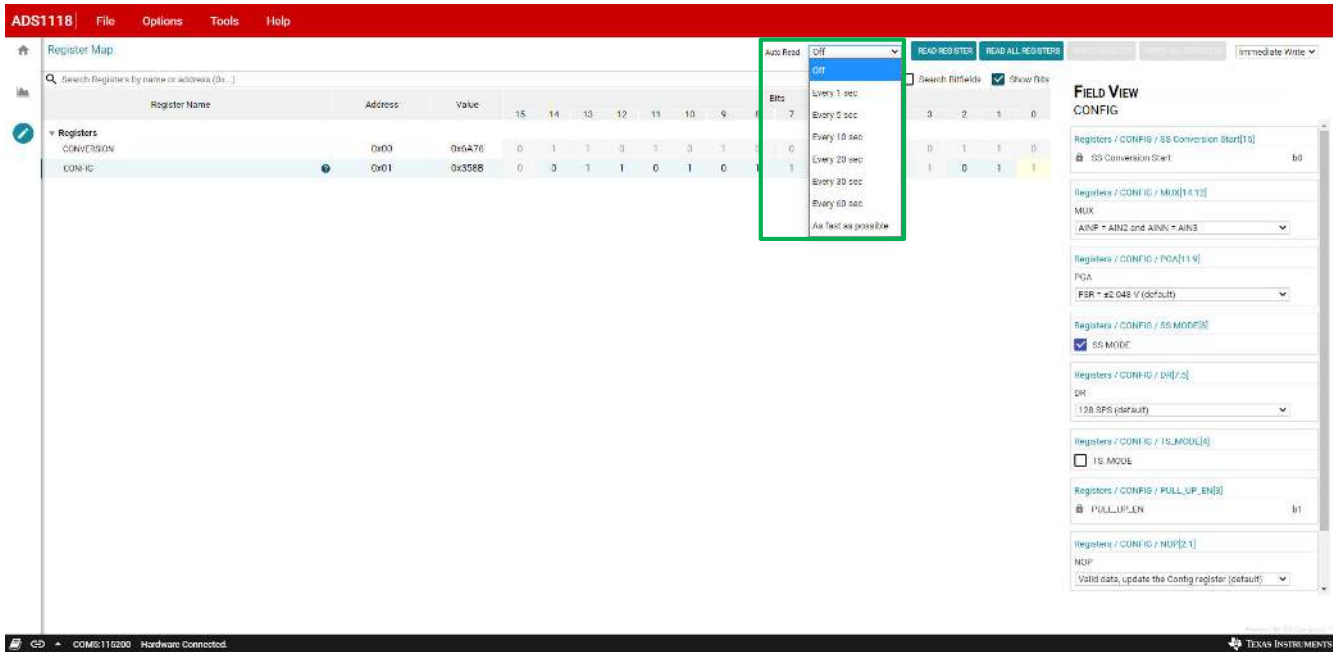 ADS1118 File Options Tools Help
Register Map
Auto Read Off READ REGISTER READ ALL REGISTERS Immediate Write
Search Registers by name or address (0x...)
Search Bitfields Show Bits
Off
Every 1 sec
Every 5 sec
Every 10 sec
Every 20 sec
Every 30 sec
Every 60 sec
As fast as possible
Register Name Address Value Bits
15 14 13 12 11 10 9 8 7 3 2 1 0
Registers
CONVERSION 0x00 0x6A76 0 1 1 0 1 0 1 0 0 1 1 0
CONFIG 0x01 0x358B 0 0 1 1 0 1 0 1 1 1 0 1 1
FIELD VIEW
CONFIG
Registers / CONFIG / SS Conversion Start[15]
SS Conversion Start b0
Registers / CONFIG / MUX[14:12]
MUX
AINP = AIN2 and AINN = AIN3
Registers / CONFIG / PGA[11:9]
PGA
FSR = ±2.048 V (default)
Registers / CONFIG / SS MODE[8]
SS MODE
Registers / CONFIG / DR[7:5]
DR
128 SPS (default)
Registers / CONFIG / TS_MODE[4]
TS_MODE
Registers / CONFIG / PULL_UP_EN[3]
PULL_UP_EN b1
Registers / CONFIG / NOP[2:1]
NOP
Valid data, update the Config register (default)
COM5:115200 Hardware Connected.
TEXAS INSTRUMENTS